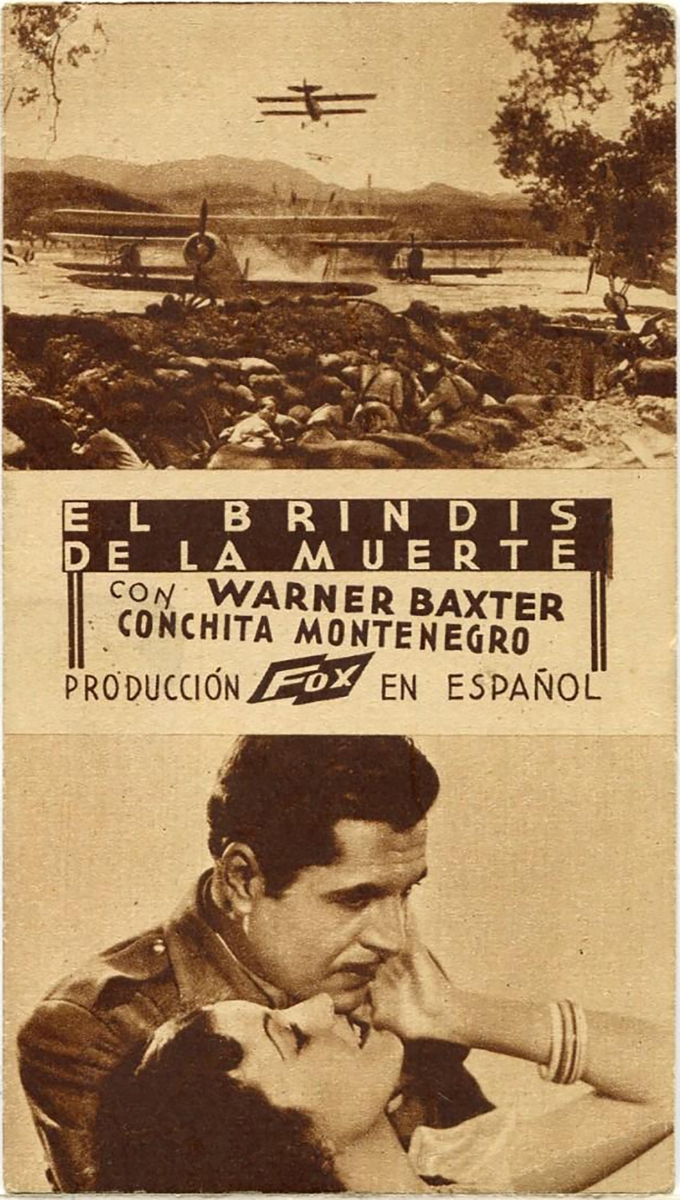 EL BRINDIS
DE LA MUERTE
CON WARNER BAXTER
CONCHITA MONTENEGRO
PRODUCCIÓN FOX EN ESPAÑOL